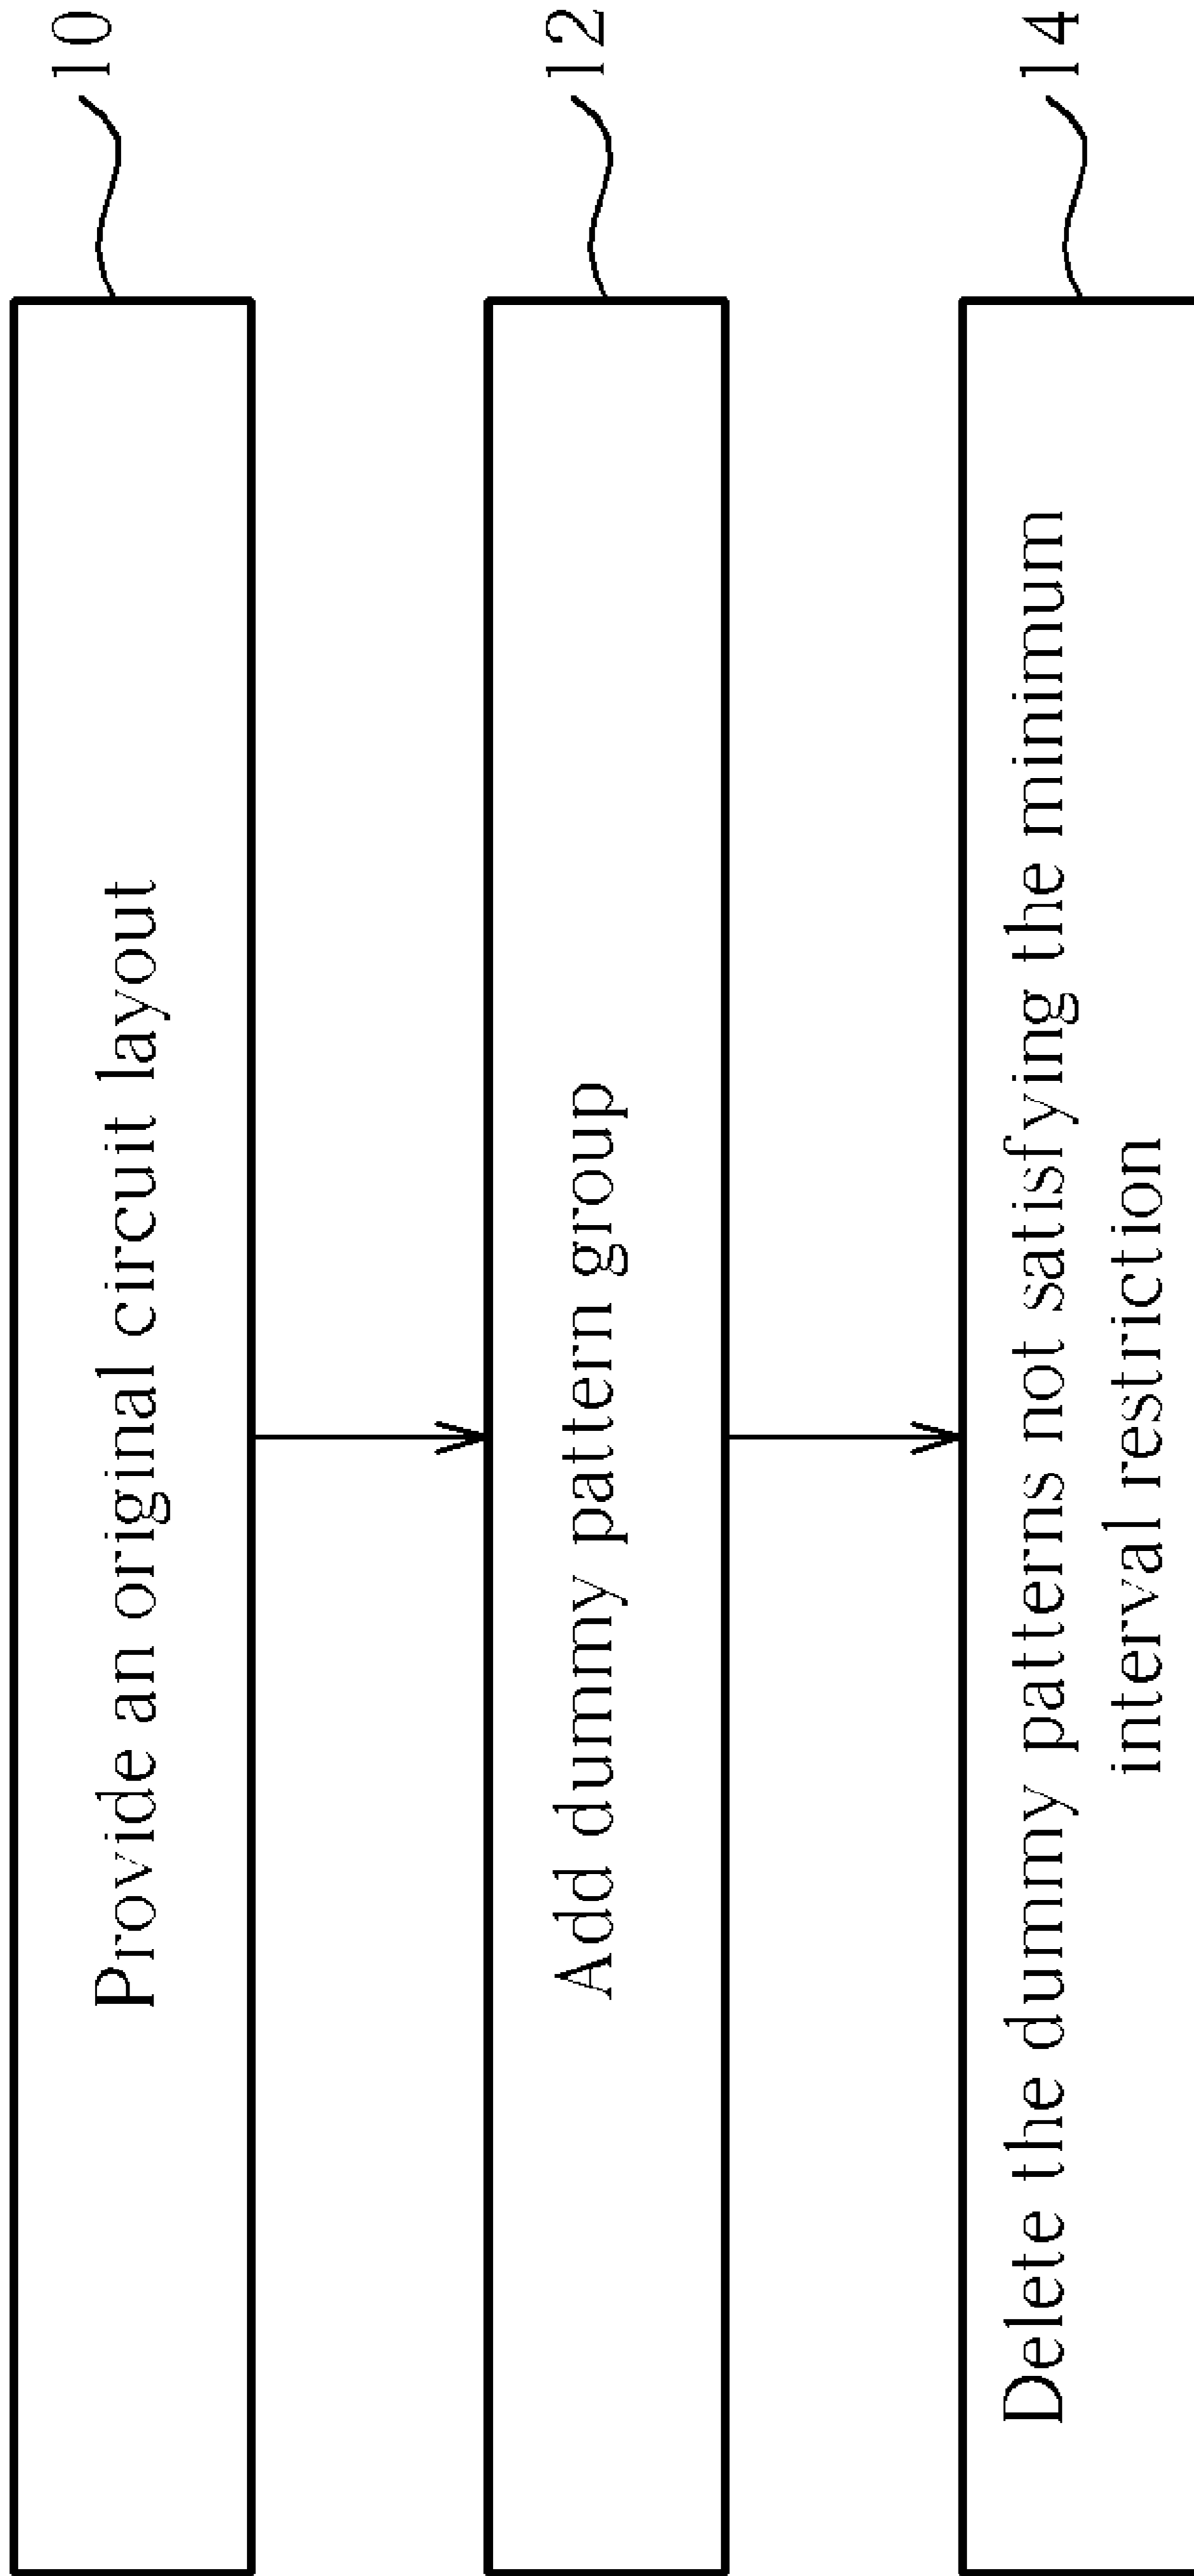 Provide an original circuit layout
10
Add dummy pattern group
12
Delete the dummy patterns not satisfying the minimum
interval restriction
14